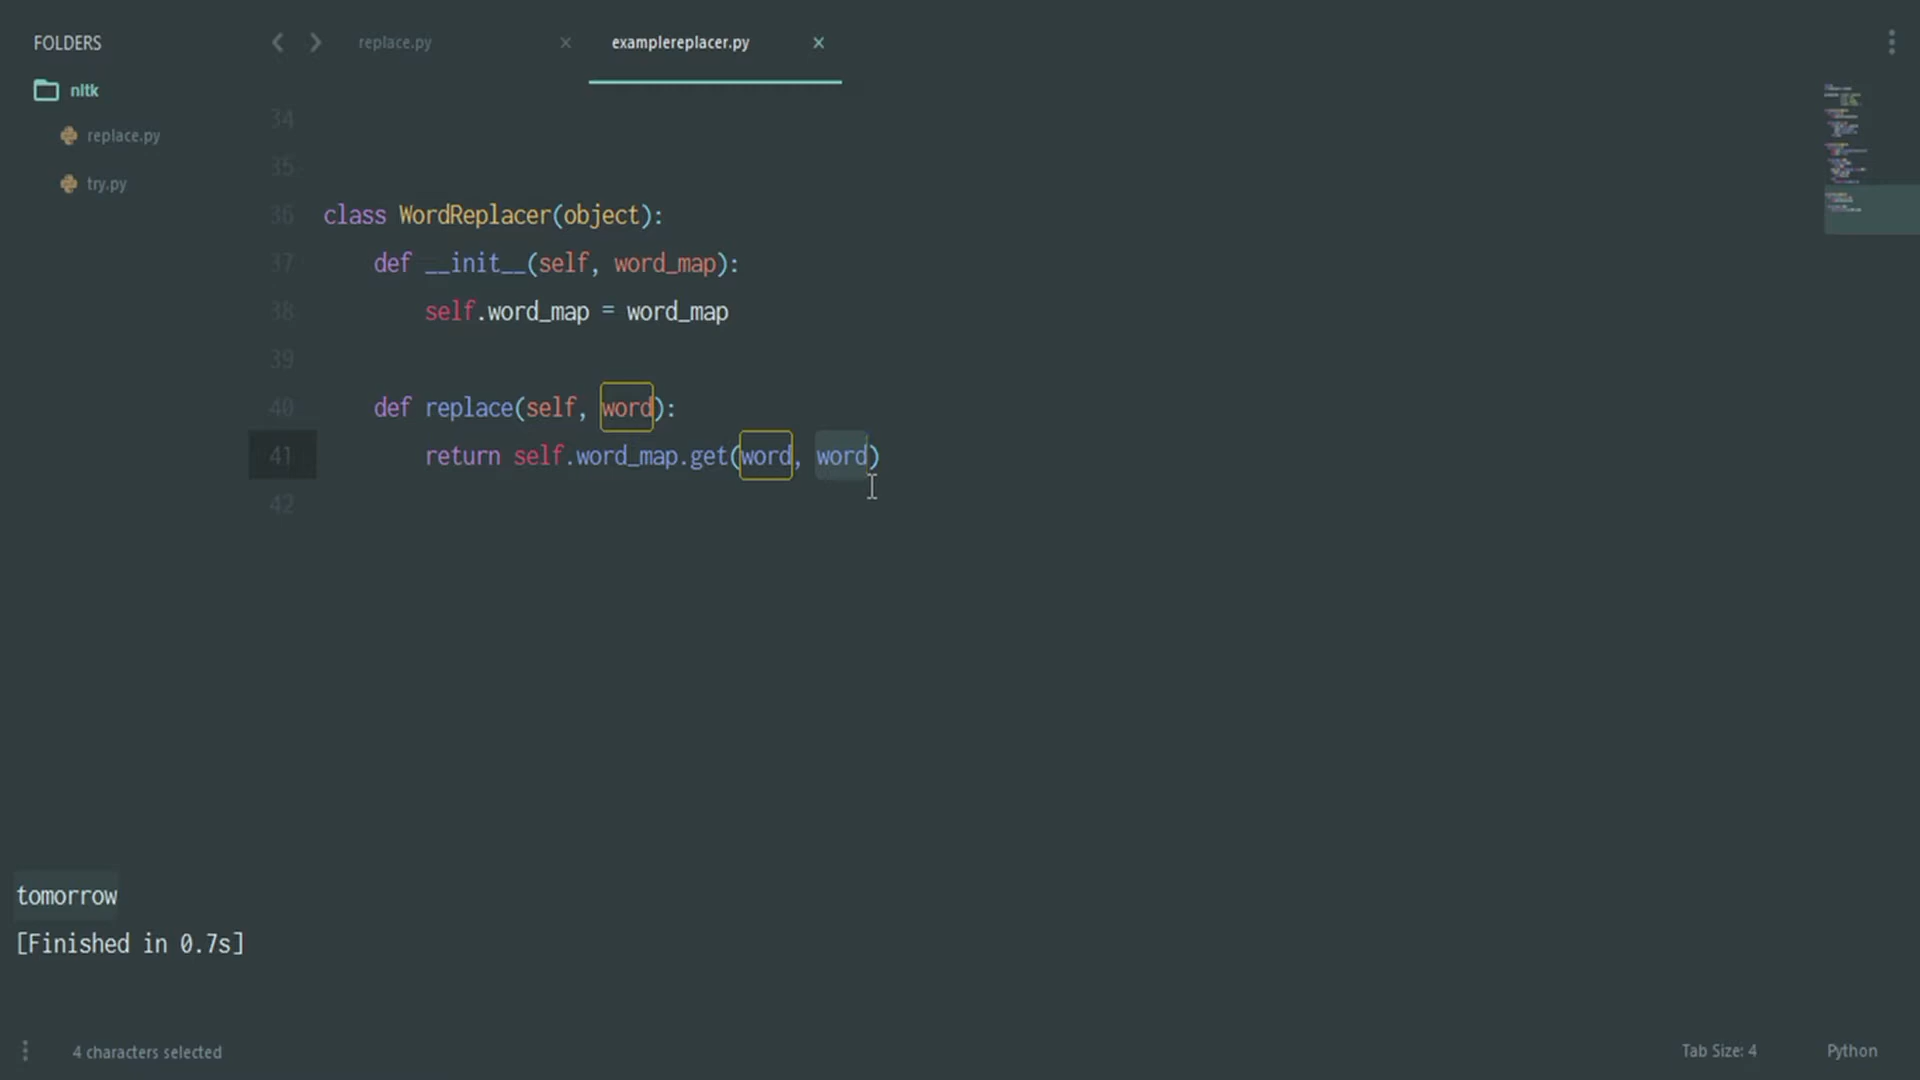 FOLDERS
nltk
replace.py
try.py
replace.py
examplereplacer.py
34
35
36 class WordReplacer(object):
37 def __init__(self, word_map):
38 self.word_map = word_map
39
40 def replace(self, word):
41 return self.word_map.get(word, word)
42
tomorrow
[Finished in 0.7s]
4 characters selected
Tab Size: 4
Python